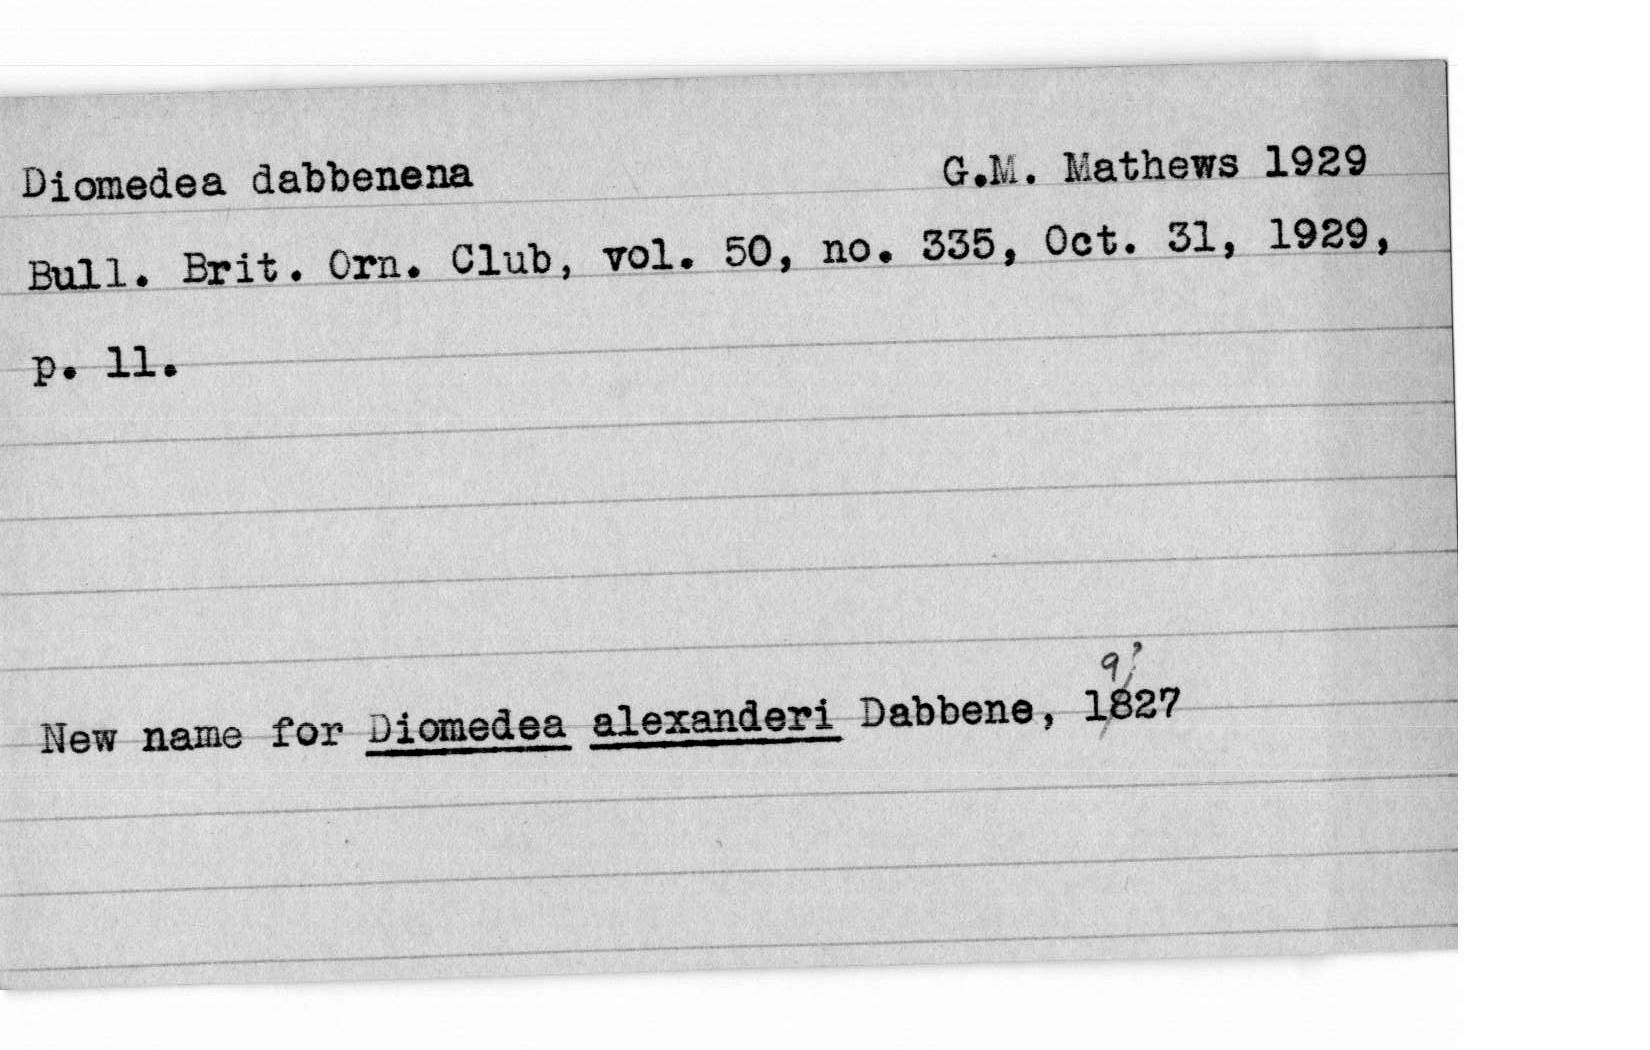 Diomedea dabbenena G.M. Mathews 1929
Bull. Brit. Orn. Club, vol. 50, no. 335, Oct. 31, 1929,
p. 11.
9?
New name for Diomedea alexanderi Dabbene, 1827